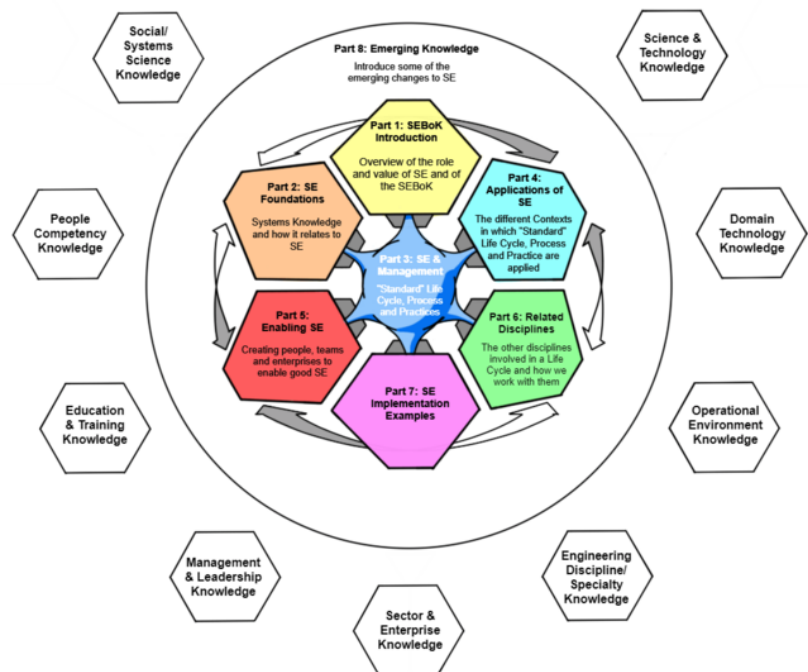 Social/
Systems
Science
Knowledge
Part 8: Emerging Knowledge
Introduce some of the
emerging changes to SE
Science &
Technology
Knowledge
Part 1: SEBoK
Introduction
Overview of the role
and value of SE and of
the SEBoK
Part 2: SE
Foundations
Systems Knowledge
and how it relates to
SE
Part 4:
Applications of
SE
The different Contexts
in which "Standard"
Life Cycle, Process
and Practice are
applied
People
Competency
Knowledge
Domain
Technology
Knowledge
Part 3: SE &
Management
"Standard" Life
Cycle, Process
and Practices
Part 5:
Enabling SE
Creating people, teams
and enterprises to
enable good SE
Part 6: Related
Disciplines
The other disciplines
involved in a Life
Cycle and how we
work with them
Part 7: SE
Implementation
Examples
Education
& Training
Knowledge
Operational
Environment
Knowledge
Management
& Leadership
Knowledge
Engineering
Discipline/
Specialty
Knowledge
Sector &
Enterprise
Knowledge